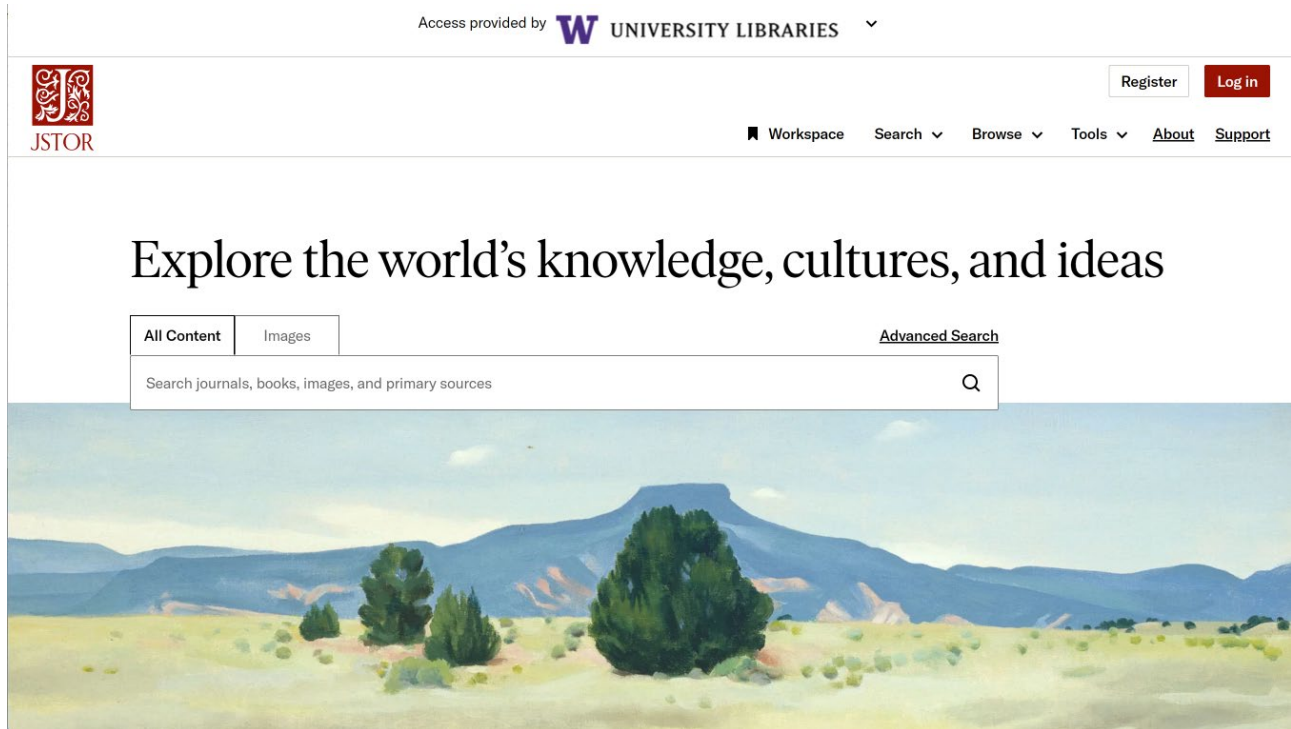 Access provided by W UNIVERSITY LIBRARIES
Register Log in
JSTOR
Workspace Search Browse Tools About Support
Explore the world's knowledge, cultures, and ideas
All Content Images Advanced Search
Search journals, books, images, and primary sources